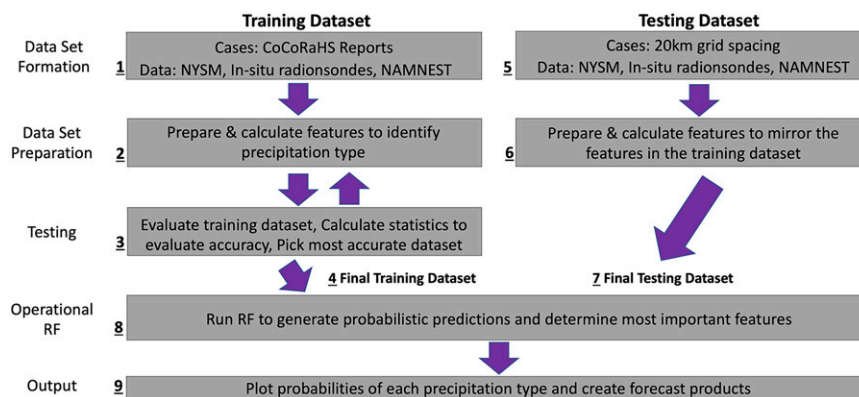 Training Dataset
Testing Dataset
Data Set
Formation
1
Cases: CoCoRaHS Reports
Data: NYSM, In-situ radionsondes, NAMNEST
5
Cases: 20km grid spacing
Data: NYSM, In-situ radionsondes, NAMNEST
Data Set
Preparation
2
Prepare & calculate features to identify
precipitation type
6
Prepare & calculate features to mirror the
features in the training dataset
Testing
3
Evaluate training dataset, Calculate statistics to
evaluate accuracy, Pick most accurate dataset
4 Final Training Dataset
7 Final Testing Dataset
Operational
RF
8
Run RF to generate probabilistic predictions and determine most important features
Output
9
Plot probabilities of each precipitation type and create forecast products